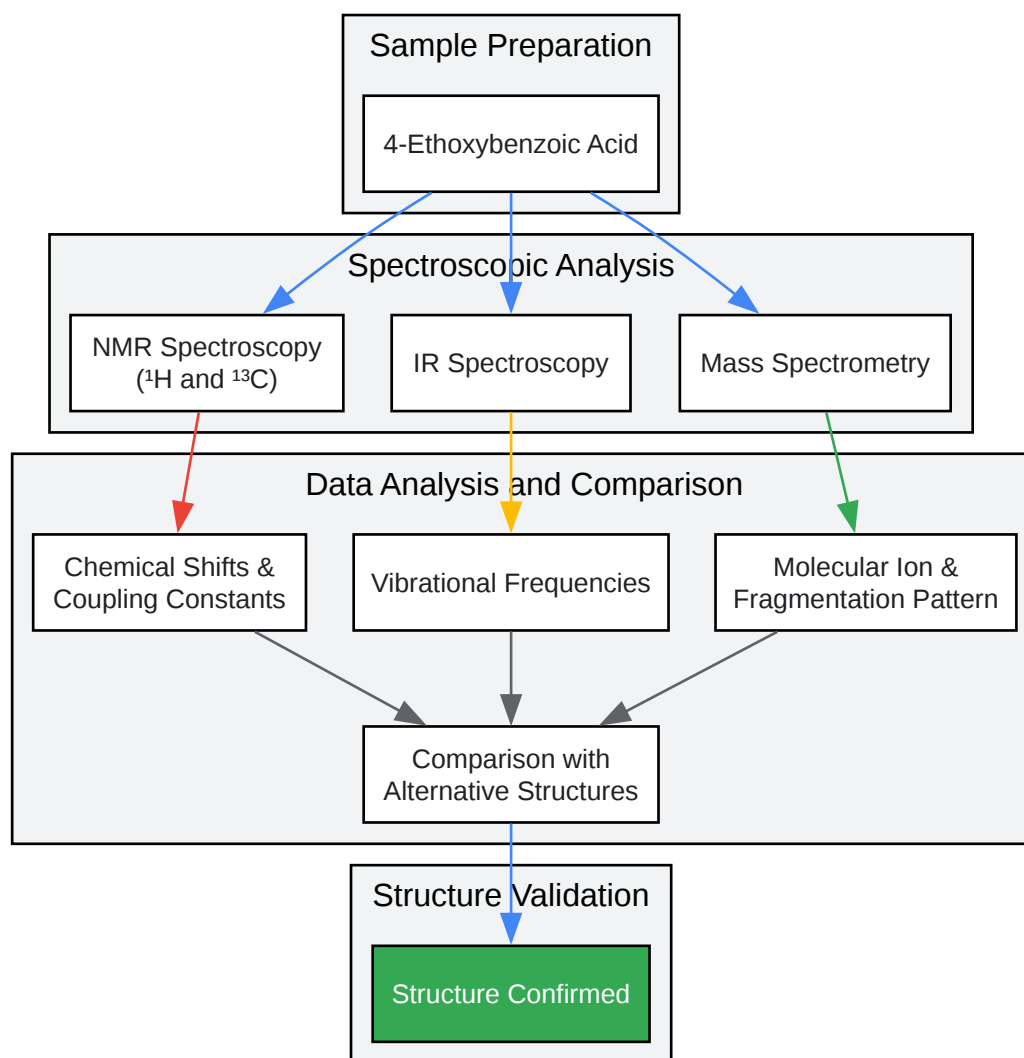 Sample Preparation
4-Ethoxybenzoic Acid
Spectroscopic Analysis
NMR Spectroscopy
(¹H and ¹³C)
IR Spectroscopy
Mass Spectrometry
Data Analysis and Comparison
Chemical Shifts &
Coupling Constants
Vibrational Frequencies
Molecular Ion &
Fragmentation Pattern
Comparison with
Alternative Structures
Structure Validation
Structure Confirmed